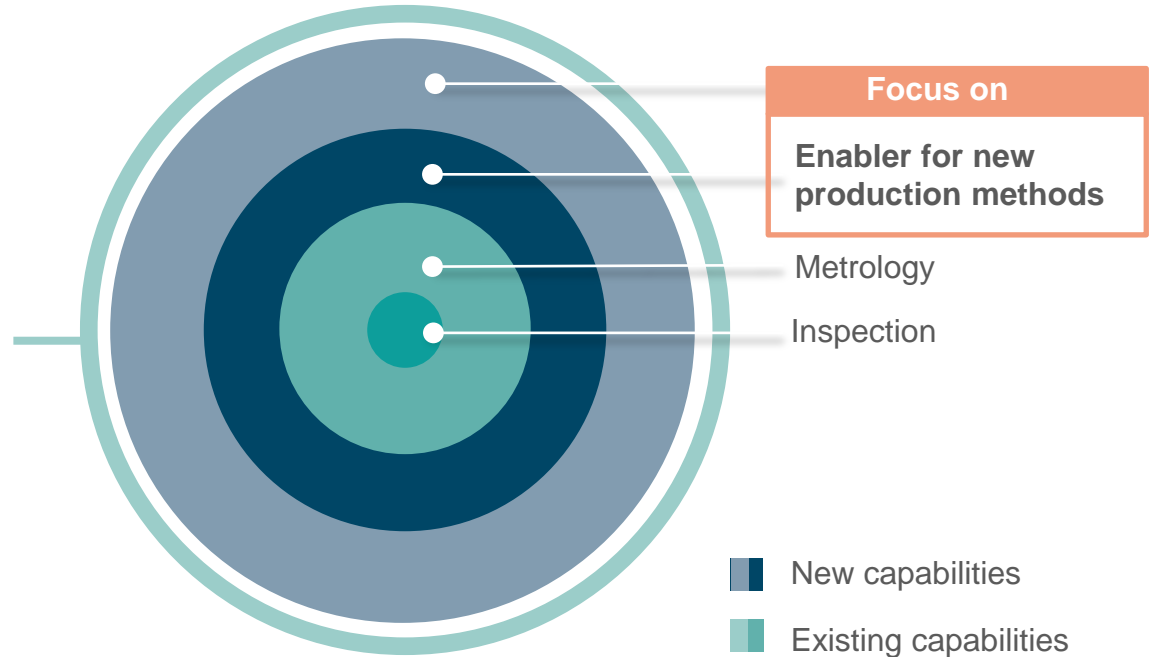 Focus on
Enabler for new
production methods
Metrology
Inspection
New capabilities
Existing capabilities